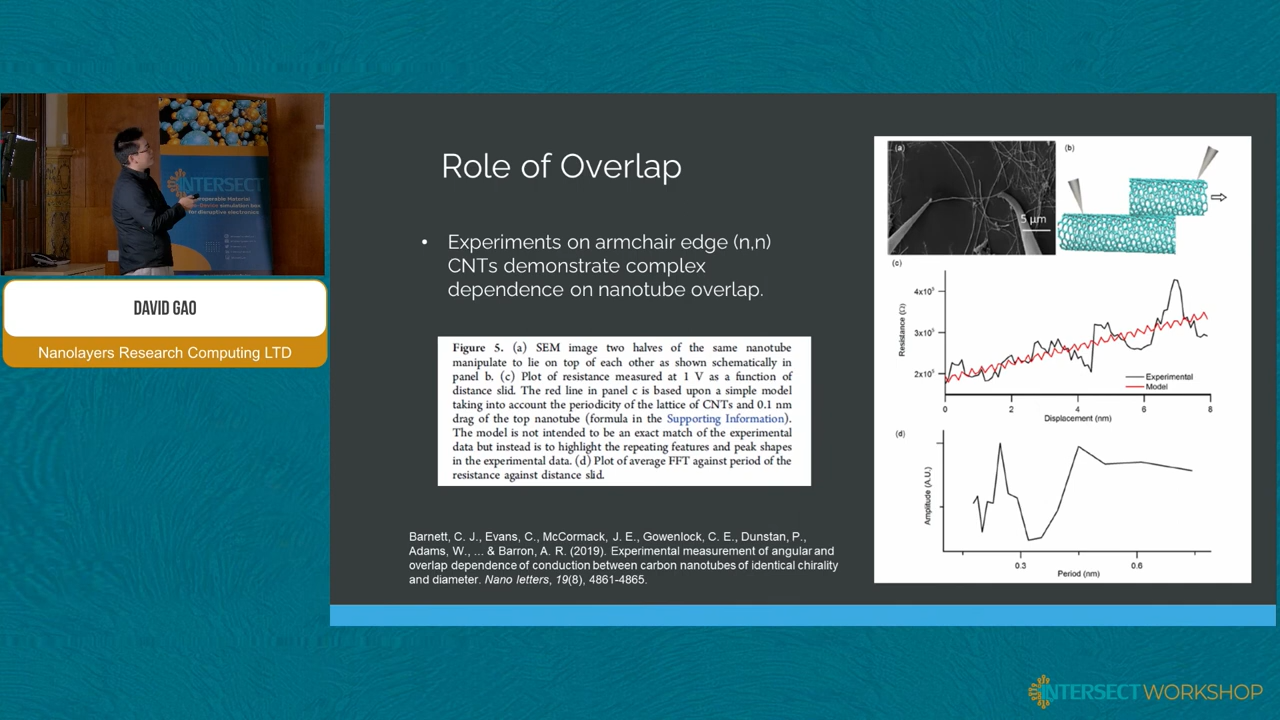 INTERSECT
DAVID GAO
Nanolayers Research Computing LTD
Role of Overlap
• Experiments on armchair edge (n,n)
CNTs demonstrate complex
dependence on nanotube overlap.
Figure 5. (a) SEM image two halves of the same nanotube
manipulate to lie on top of each other as shown schematically in
panel b. (c) Plot of resistance measured at 1 V as a function of
distance slid. The red line in panel c is based upon a simple model
taking into account the periodicity of the lattice of CNTs and 0.1 nm
drag of the top nanotube (formula in the Supporting Information).
The model is not intended to be an exact match of the experimental
data but instead is to highlight the repeating features and peak shapes
in the experimental data. (d) Plot of average FFT against period of the
resistance against distance slid.
Barnett, C. J., Evans, C., McCormack, J. E., Gowenlock, C. E., Dunstan, P.,
Adams, W., ... & Barron, A. R. (2019). Experimental measurement of angular and
overlap dependence of conduction between carbon nanotubes of identical chirality
and diameter. Nano letters, 19(8), 4861-4865.
(a)
5 μm
(b)
(c)
Resistance (Ω)
4x10⁵
3x10⁵
2x10⁵
Experimental
Model
0 2 4 6 8
Displacement (nm)
(d)
Amplitude (A.U.)
0.3 0.6
Period (nm)
INTERSECT WORKSHOP